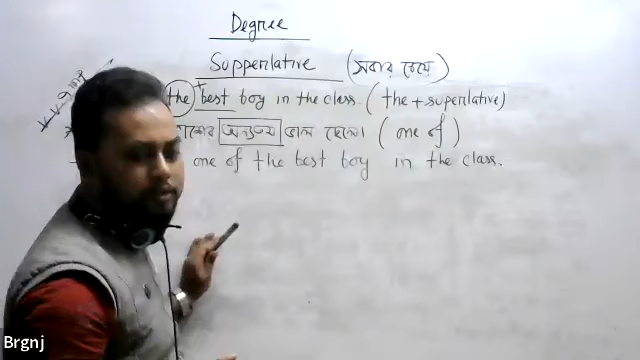 Degree
Supperlative (সবার চেয়ে)
the + best boy in the class. (the + superlative)
অন্যতম ভাল ছেলে। (one of)
one of the best boy in the class.
Brgnj